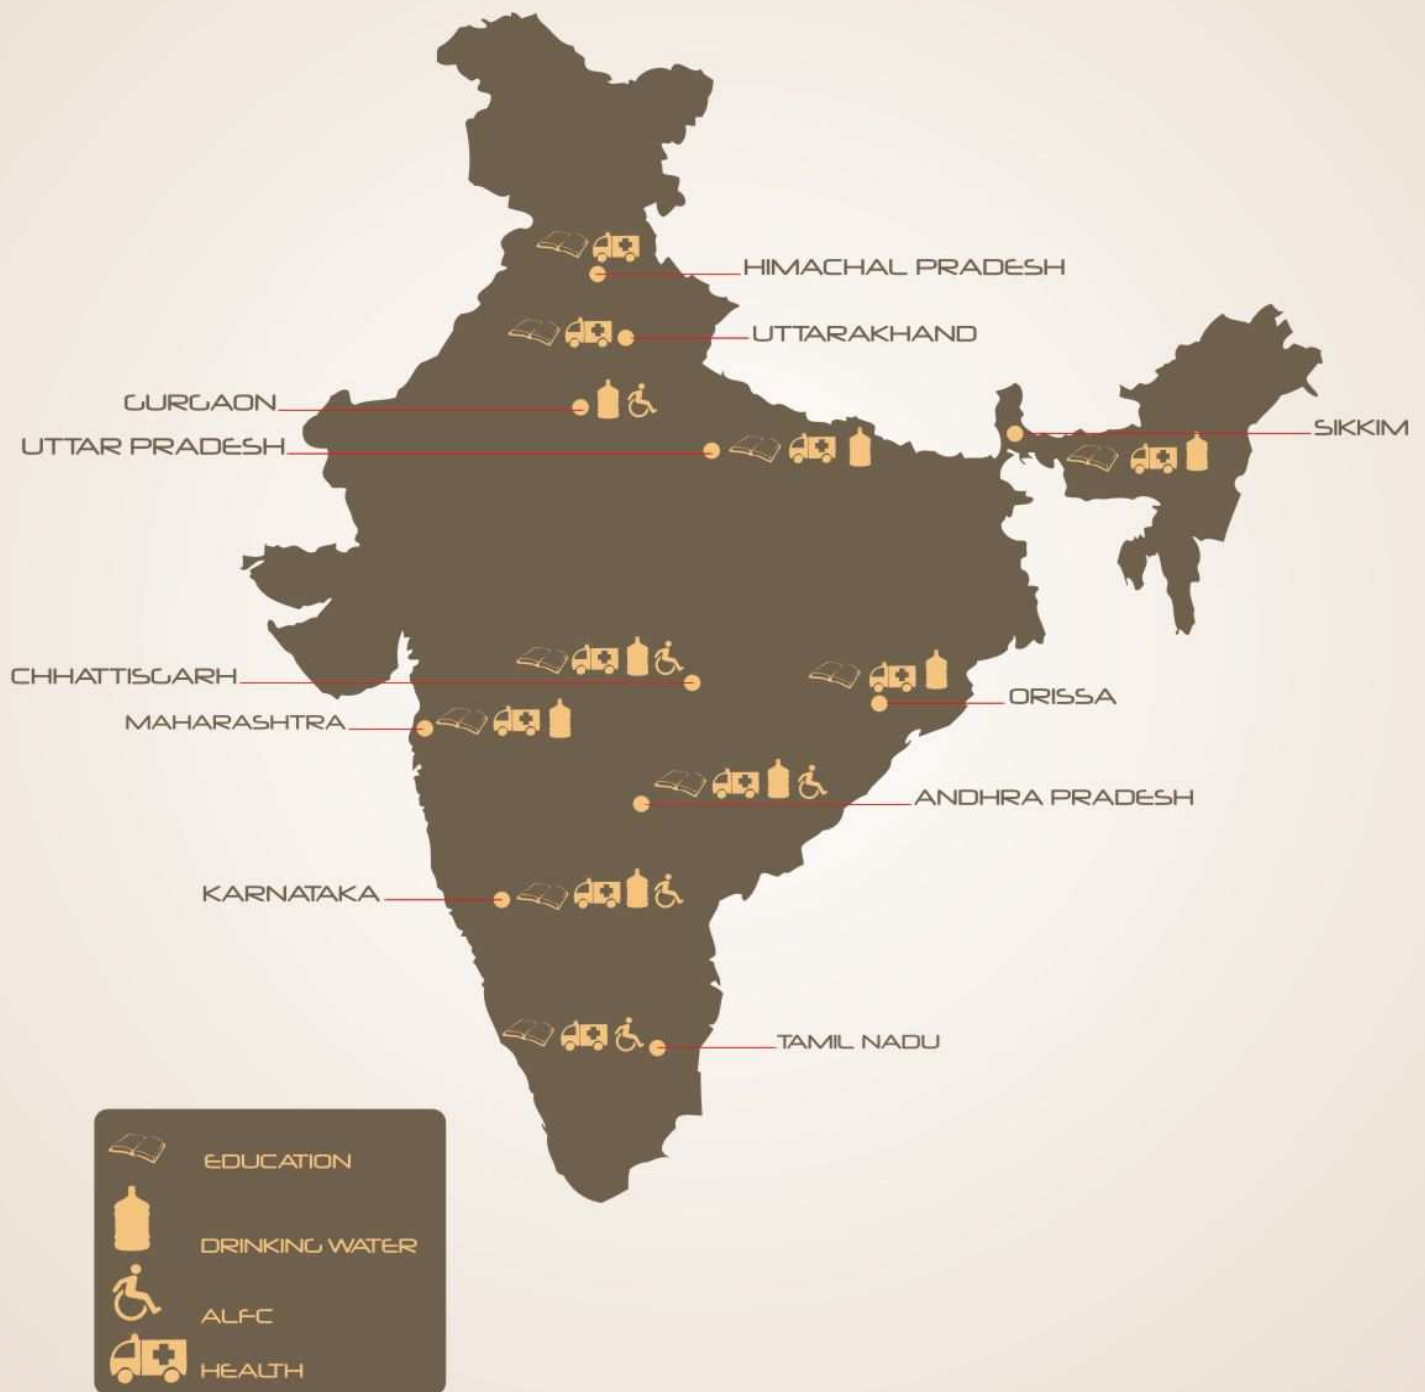 HIMACHAL PRADESH
UTTARAKHAND
GURGAON
UTTAR PRADESH
SIKKIM
CHHATTISGARH
ORISSA
MAHARASHTRA
ANDHRA PRADESH
KARNATAKA
TAMIL NADU
EDUCATION
DRINKING WATER
ALFC
HEALTH